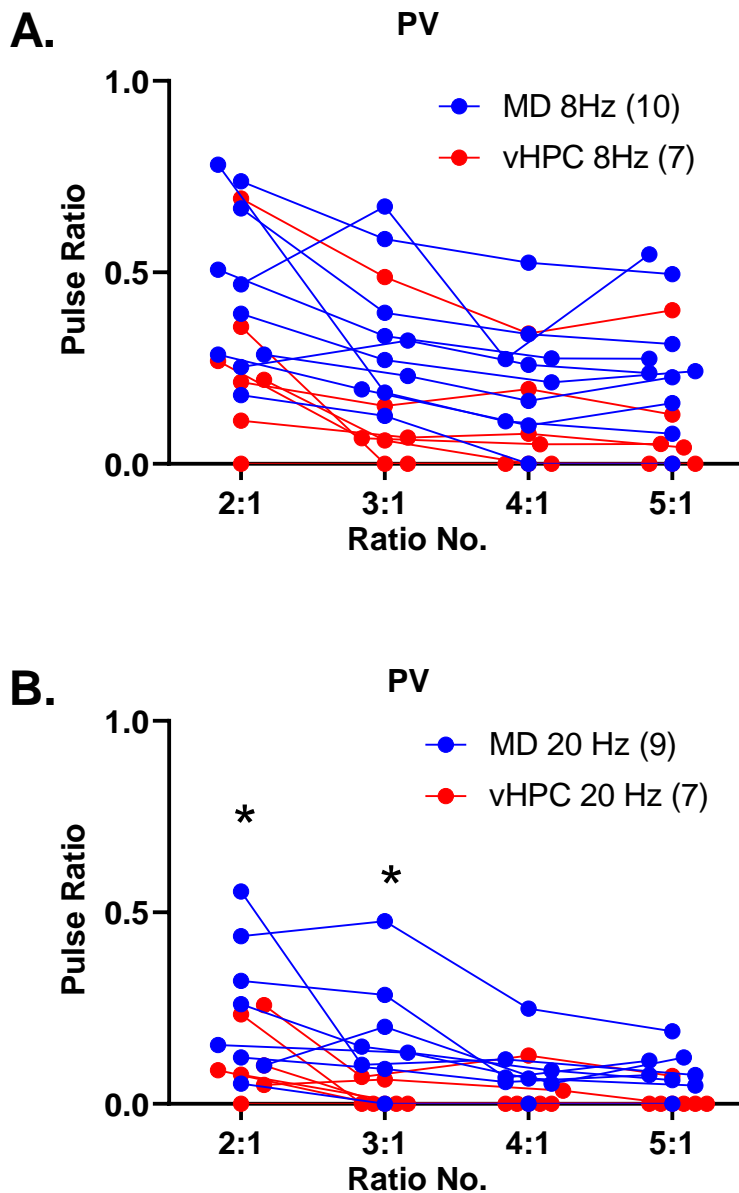 A.
PV
1.0
MD 8Hz (10)
vHPC 8Hz (7)
Pulse Ratio
0.5
0.0
2:1 3:1 4:1 5:1
Ratio No.
B.
PV
1.0
MD 20 Hz (9)
vHPC 20 Hz (7)
*
*
Pulse Ratio
0.5
0.0
2:1 3:1 4:1 5:1
Ratio No.